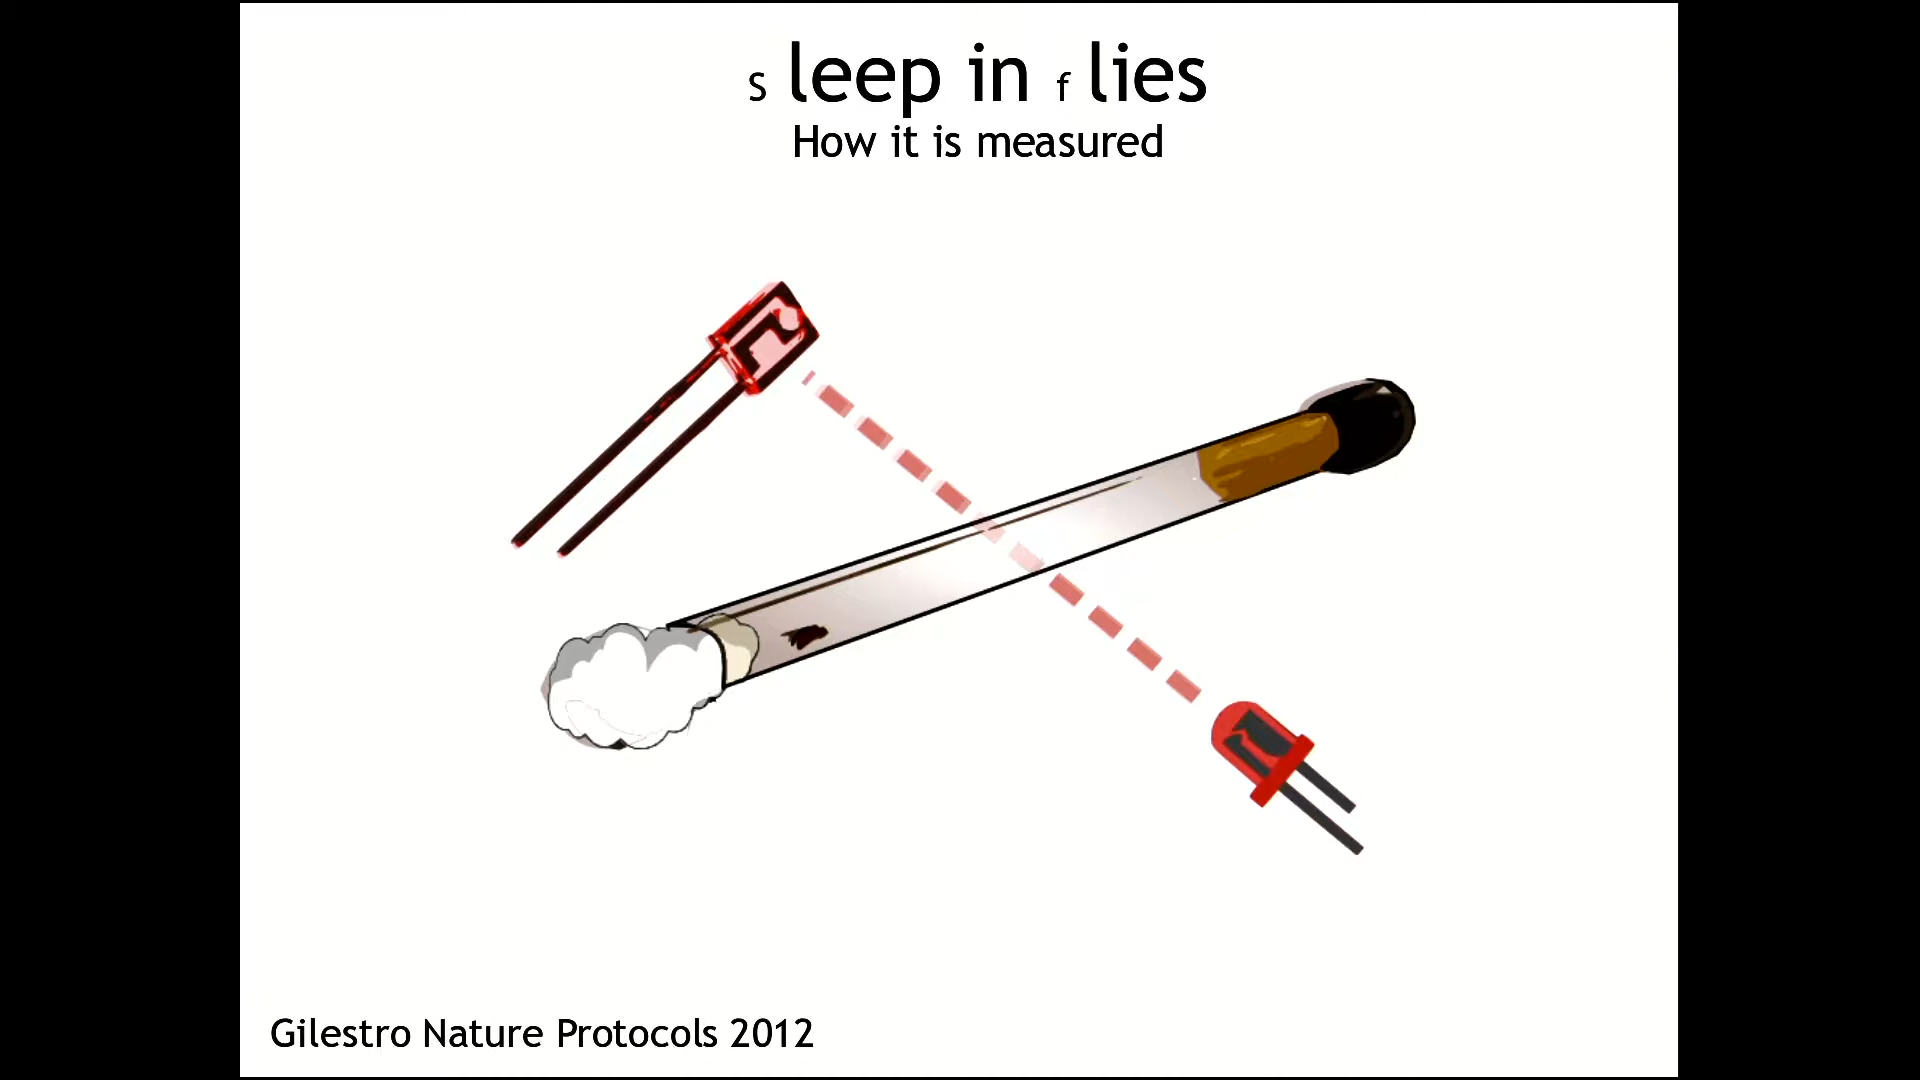 s leep in f lies
How it is measured
Gilestro Nature Protocols 2012